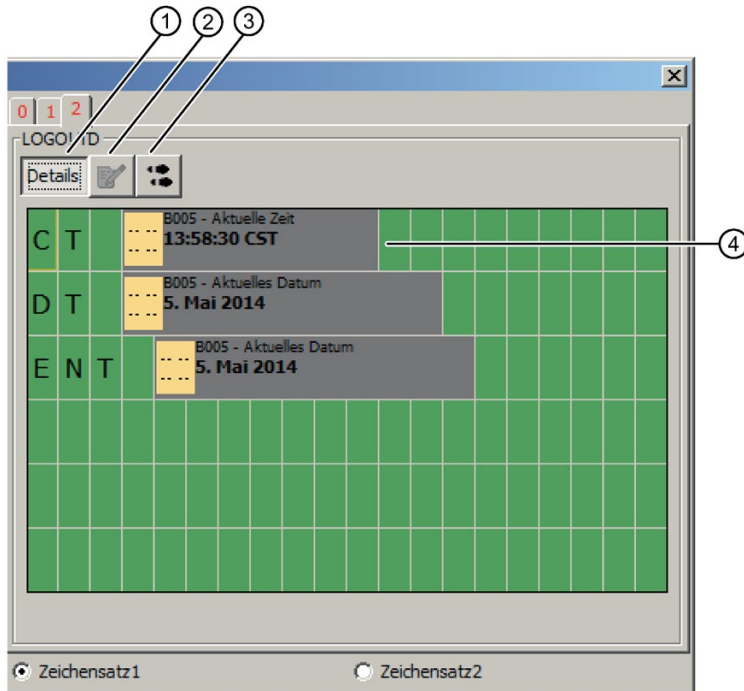 1 2 3
0 1 2
LOGO! TD
Details
C T
B005 - Aktuelle Zeit
13:58:30 CST
4
D T
B005 - Aktuelles Datum
5. Mai 2014
E N T
B005 - Aktuelles Datum
5. Mai 2014
Zeichensatz1 Zeichensatz2